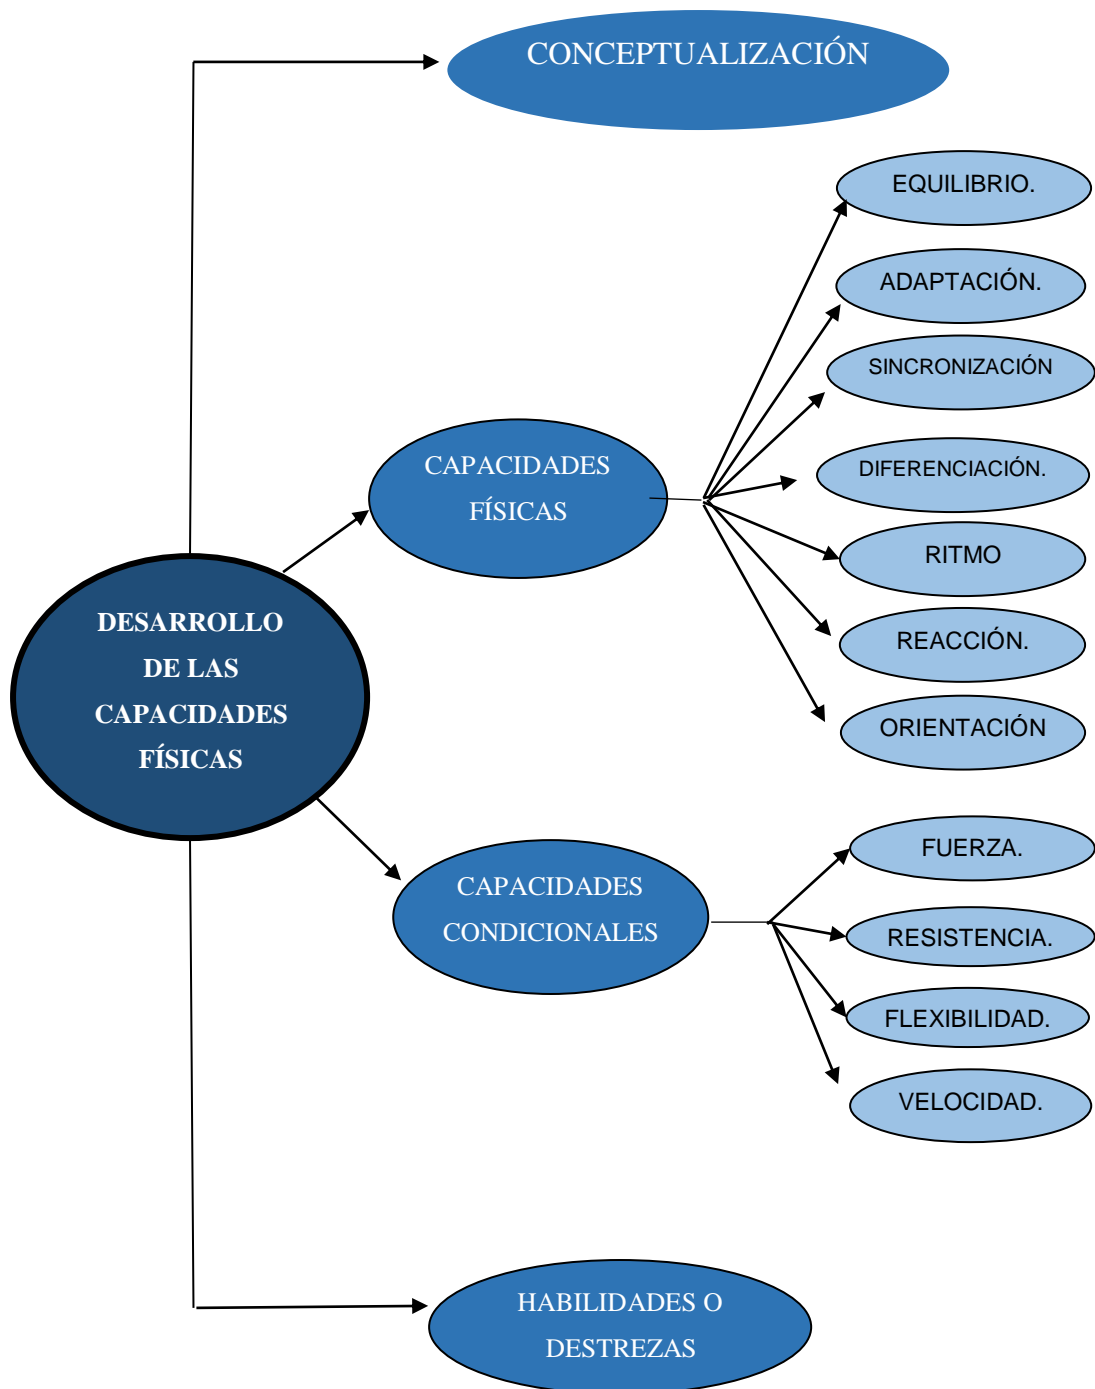 CONCEPTUALIZACIÓN
EQUILIBRIO.
ADAPTACIÓN.
SINCRONIZACIÓN
DIFERENCIACIÓN.
RITMO
REACCIÓN.
ORIENTACIÓN
CAPACIDADES
FÍSICAS
DESARROLLO
DE LAS
CAPACIDADES
FÍSICAS
CAPACIDADES
CONDICIONALES
FUERZA.
RESISTENCIA.
FLEXIBILIDAD.
VELOCIDAD.
HABILIDADES O
DESTREZAS